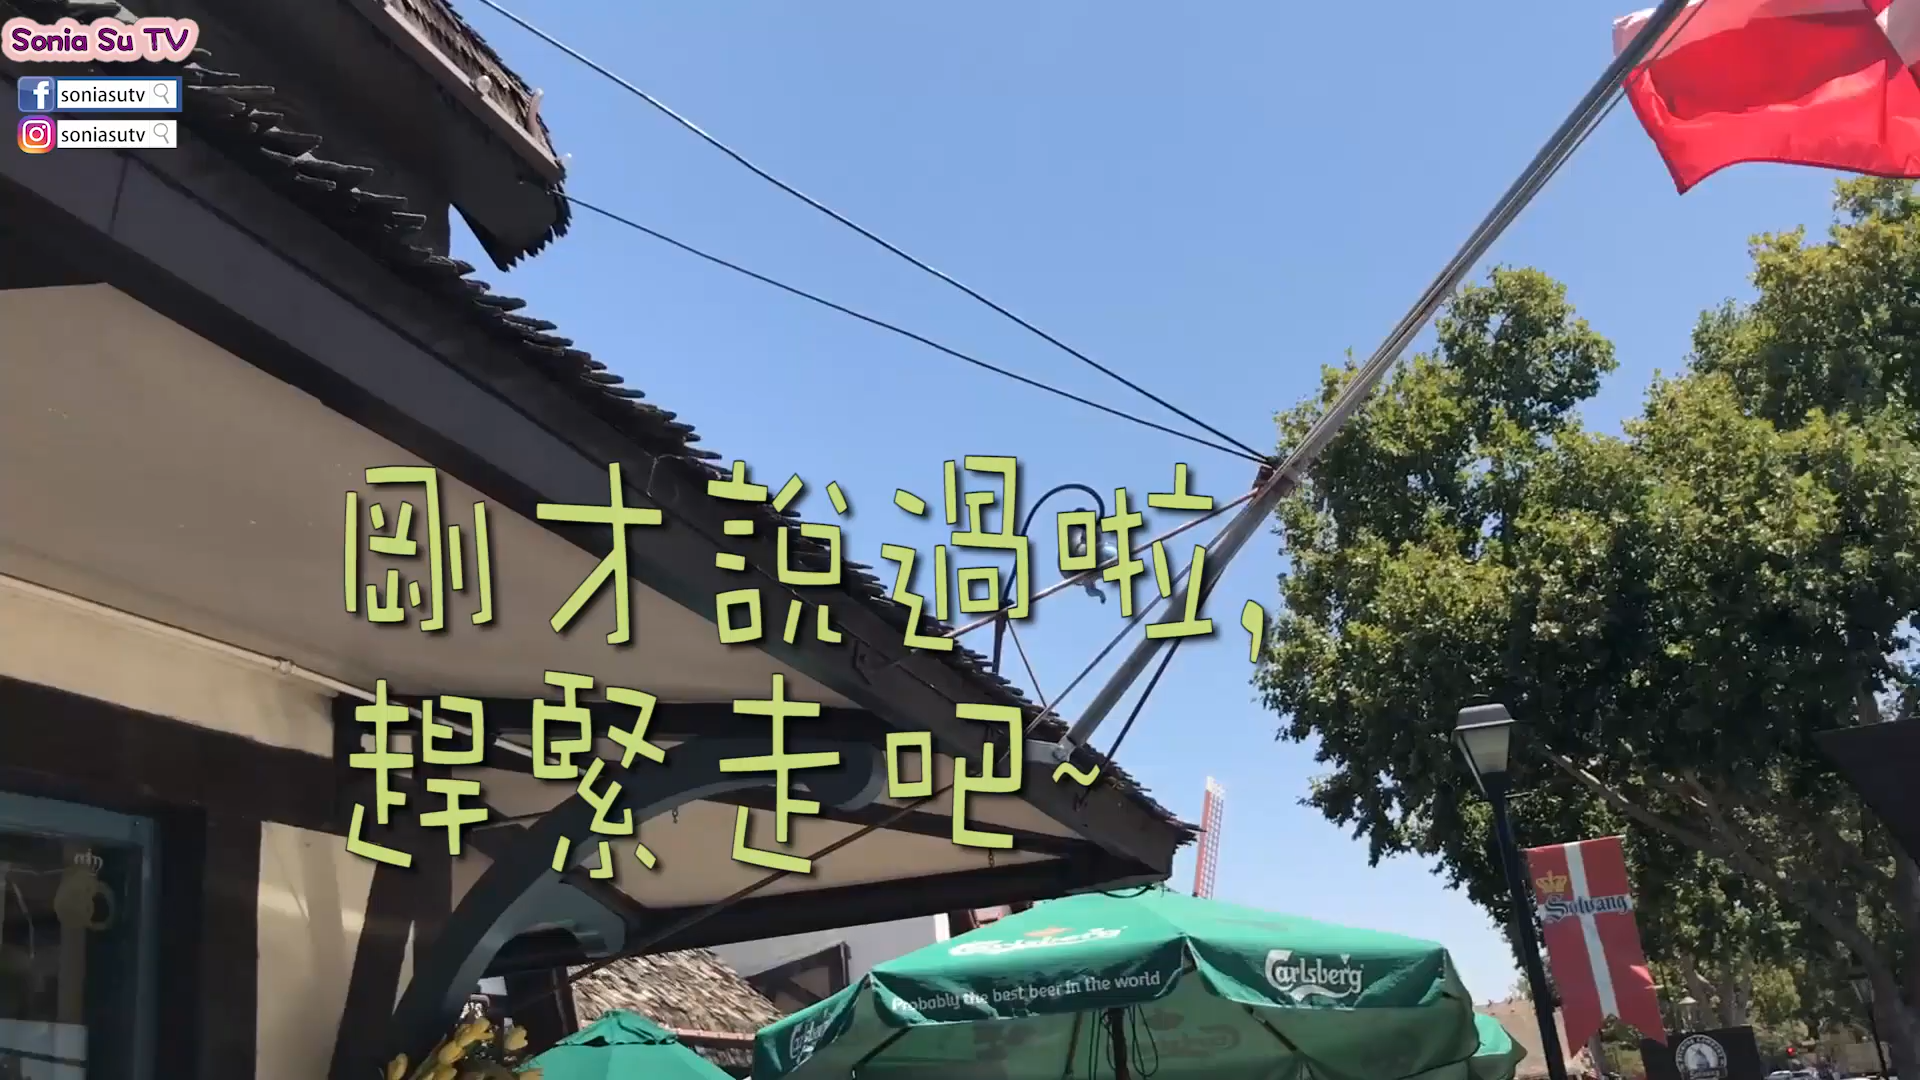 Sonia Su TV
soniasutv
soniasutv
剛才說過啦,
趕緊走吧~
Carlsberg
Probably the best beer in the world
Carlsberg
Carlsberg
Solvang